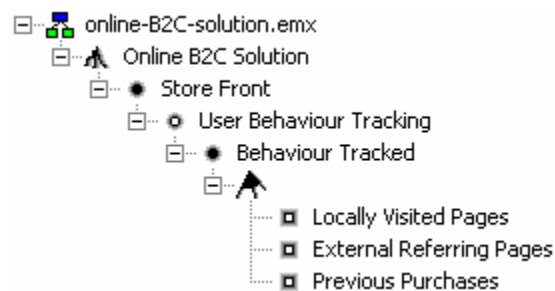 online-B2C-solution.emx
Online B2C Solution
Store Front
User Behaviour Tracking
Behaviour Tracked
Locally Visited Pages
External Referring Pages
Previous Purchases